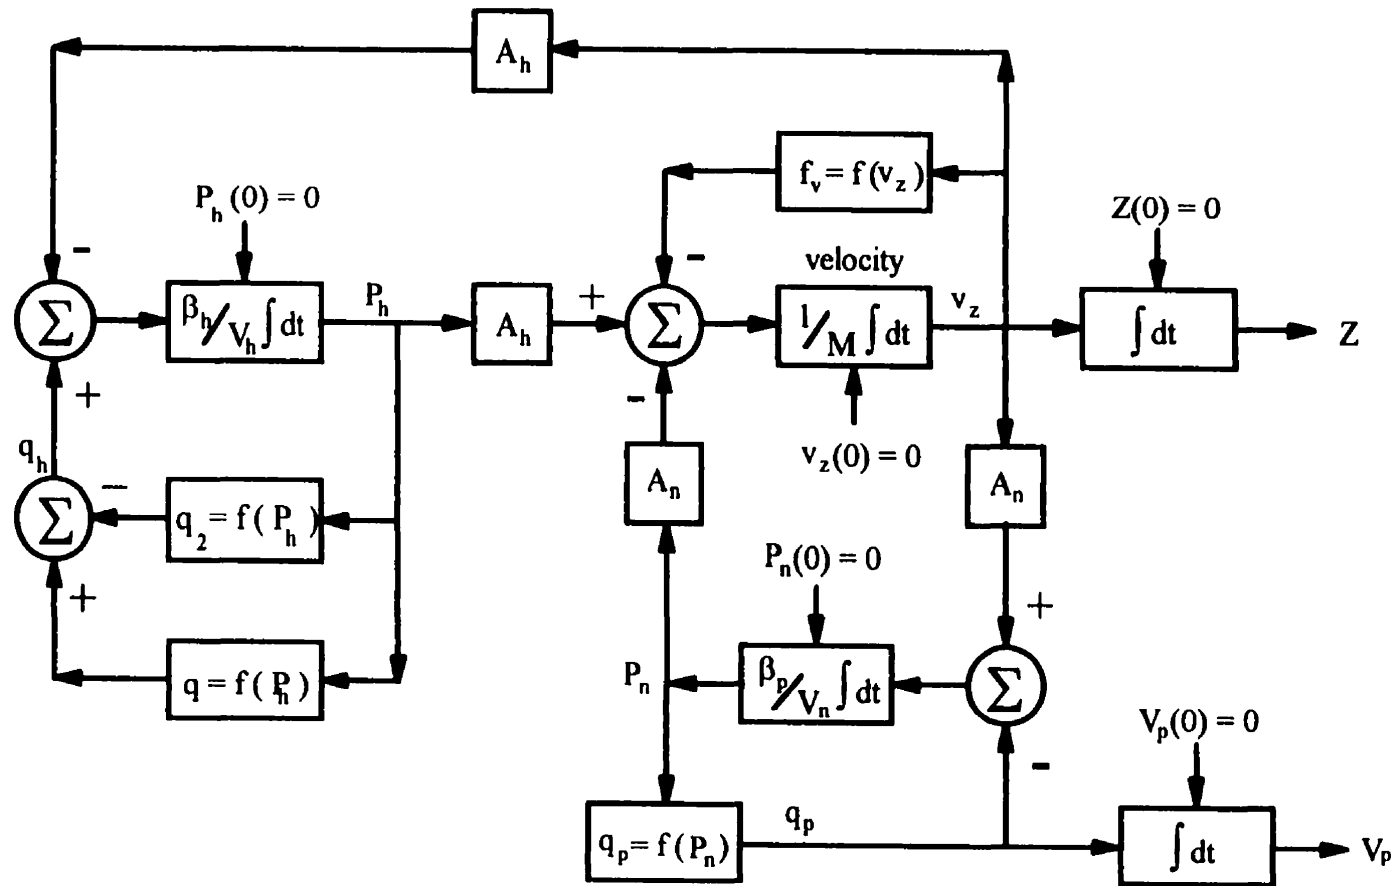 A_h
f_v = f(v_z)
P_h(0) = 0
Z(0) = 0
-
-
velocity
Σ
β_h/V_h ∫dt
P_h
A_h
+
Σ
1/M ∫dt
v_z
∫dt
Z
+
-
q_h
v_z(0) = 0
A_n
A_n
−
Σ
q_2 = f(P_h)
P_n(0) = 0
+
+
q = f(P_h)
P_n
β_p/V_n ∫dt
Σ
-
V_p(0) = 0
q_p = f(P_n)
q_p
∫dt
V_p